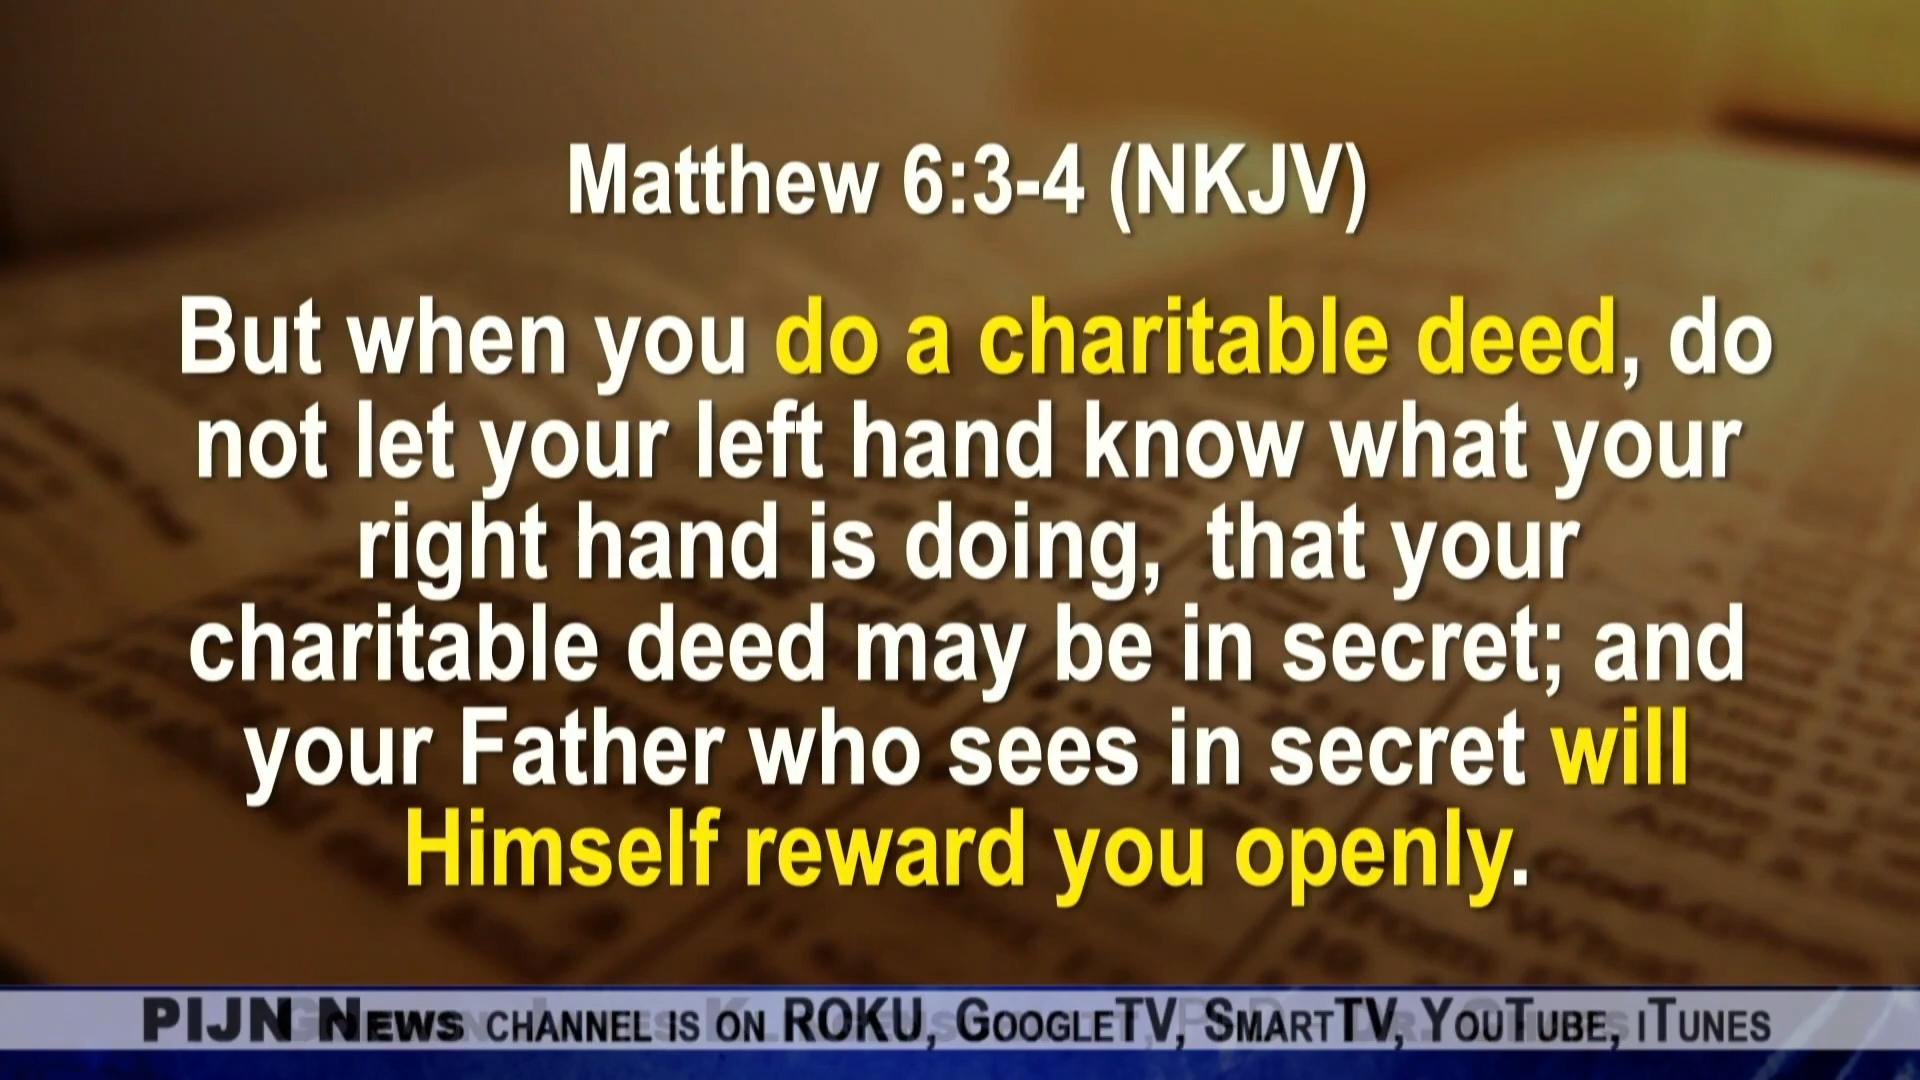 Matthew 6:3-4 (NKJV)
But when you do a charitable deed, do
not let your left hand know what your
right hand is doing, that your
charitable deed may be in secret; and
your Father who sees in secret will
Himself reward you openly.
PIJN News channel is on ROKU, GoogleTV, SmartTV, YouTube, iTunes